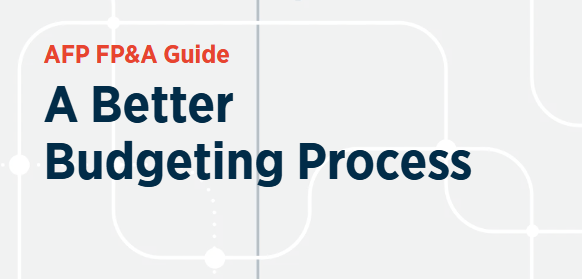 AFP FP&A Guide
A Better
Budgeting Process